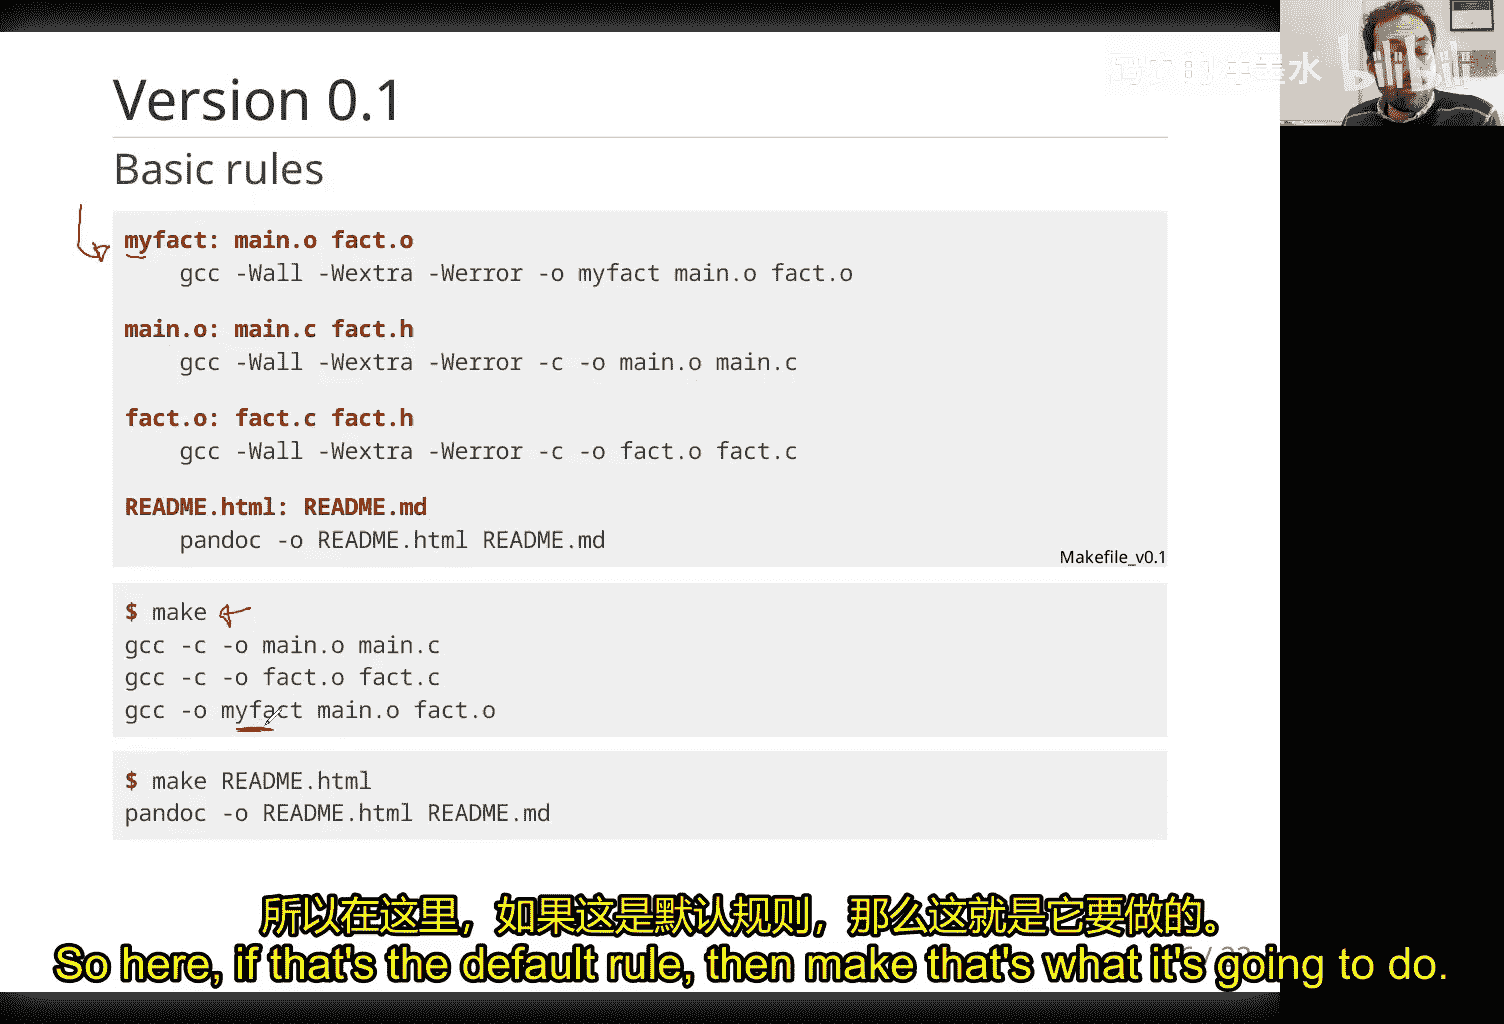 Version 0.1
Basic rules
myfact: main.o fact.o
gcc -Wall -Wextra -Werror -o myfact main.o fact.o
main.o: main.c fact.h
gcc -Wall -Wextra -Werror -c -o main.o main.c
fact.o: fact.c fact.h
gcc -Wall -Wextra -Werror -c -o fact.o fact.c
README.html: README.md
pandoc -o README.html README.md
Makefile_v0.1
$ make
gcc -c -o main.o main.c
gcc -c -o fact.o fact.c
gcc -o myfact main.o fact.o
$ make README.html
pandoc -o README.html README.md
所以在这里，如果这是默认规则，那么这就是它要做的。
So here, if that's the default rule, then make that's what it's going to do.
bilibili